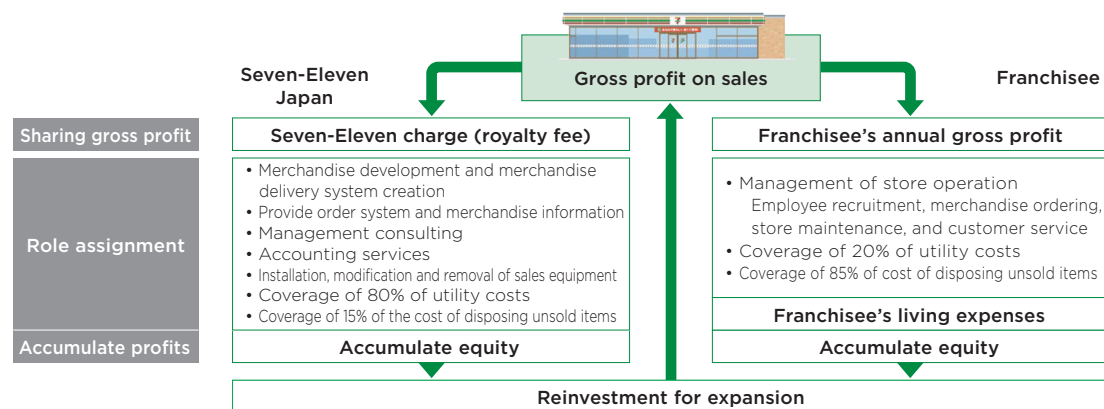 Gross profit on sales
Seven-Eleven
Japan
Franchisee
Sharing gross profit
Seven-Eleven charge (royalty fee)
Franchisee's annual gross profit
Role assignment
• Merchandise development and merchandise
delivery system creation
• Provide order system and merchandise information
• Management consulting
• Accounting services
• Installation, modification and removal of sales equipment
• Coverage of 80% of utility costs
• Coverage of 15% of the cost of disposing unsold items
• Management of store operation
Employee recruitment, merchandise ordering,
store maintenance, and customer service
• Coverage of 20% of utility costs
• Coverage of 85% of cost of disposing unsold items
Franchisee's living expenses
Accumulate profits
Accumulate equity
Accumulate equity
Reinvestment for expansion